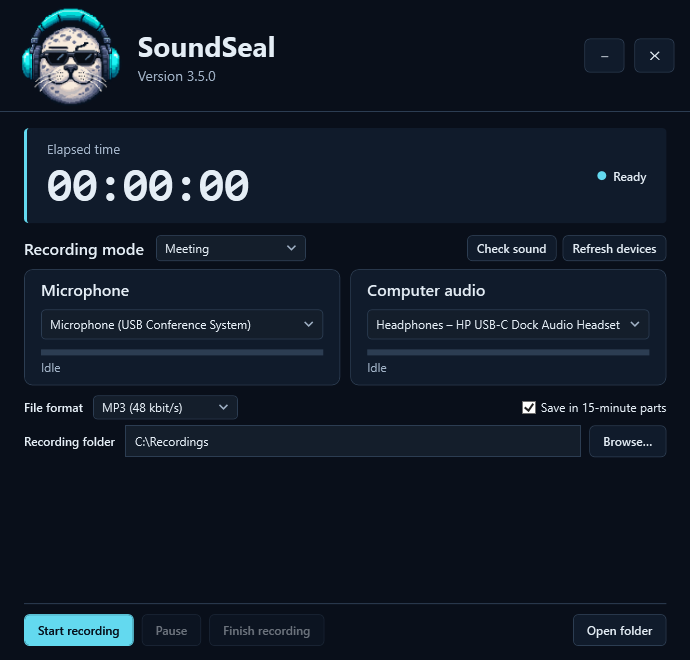 SoundSeal
Version 3.5.0
Elapsed time
00:00:00
Ready
Recording mode
Meeting
Check sound
Refresh devices
Microphone
Microphone (USB Conference System)
Idle
Computer audio
Headphones – HP USB-C Dock Audio Headset
Idle
File format
MP3 (48 kbit/s)
Save in 15-minute parts
Recording folder
C:\Recordings
Browse...
Start recording
Pause
Finish recording
Open folder